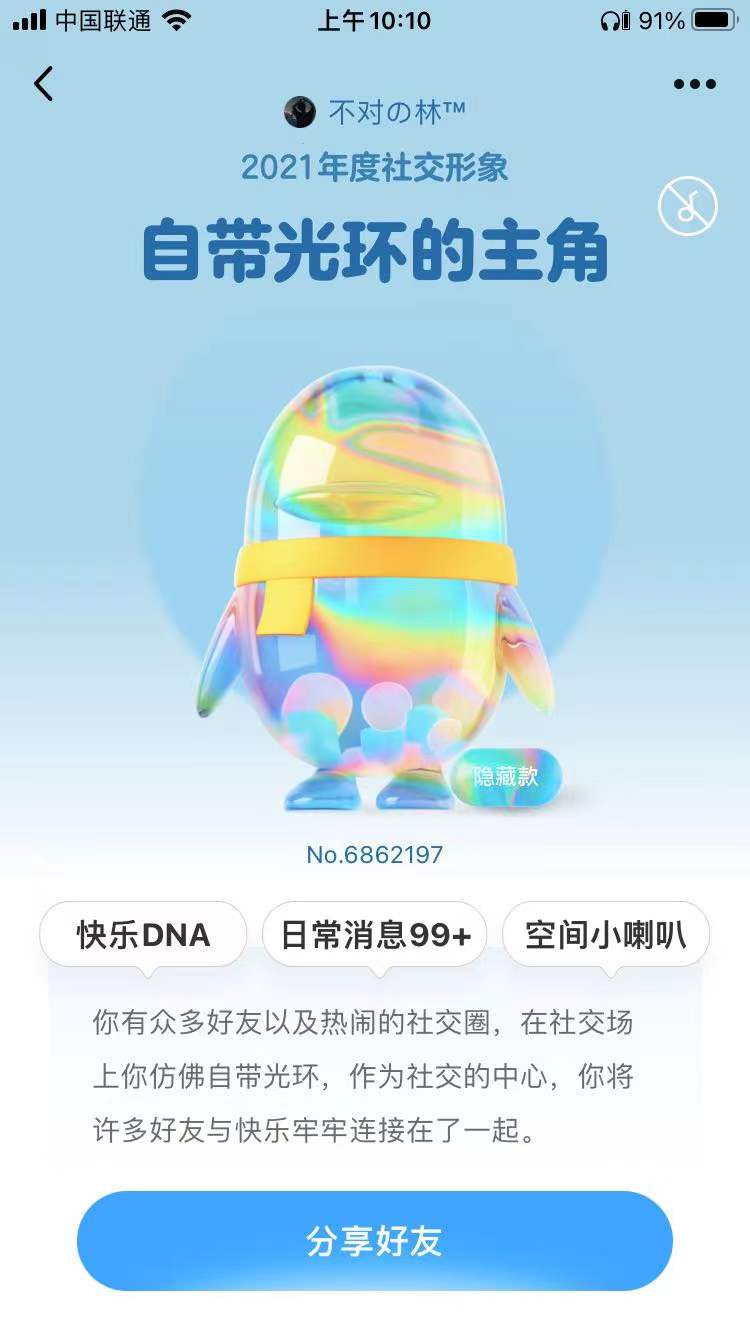 中国联通
上午10:10
91%
不对の林™
2021年度社交形象
自带光环的主角
隐藏款
No.6862197
快乐DNA
日常消息99+
空间小喇叭
你有众多好友以及热闹的社交圈，在社交场
上你仿佛自带光环，作为社交的中心，你将
许多好友与快乐牢牢连接在了一起。
分享好友